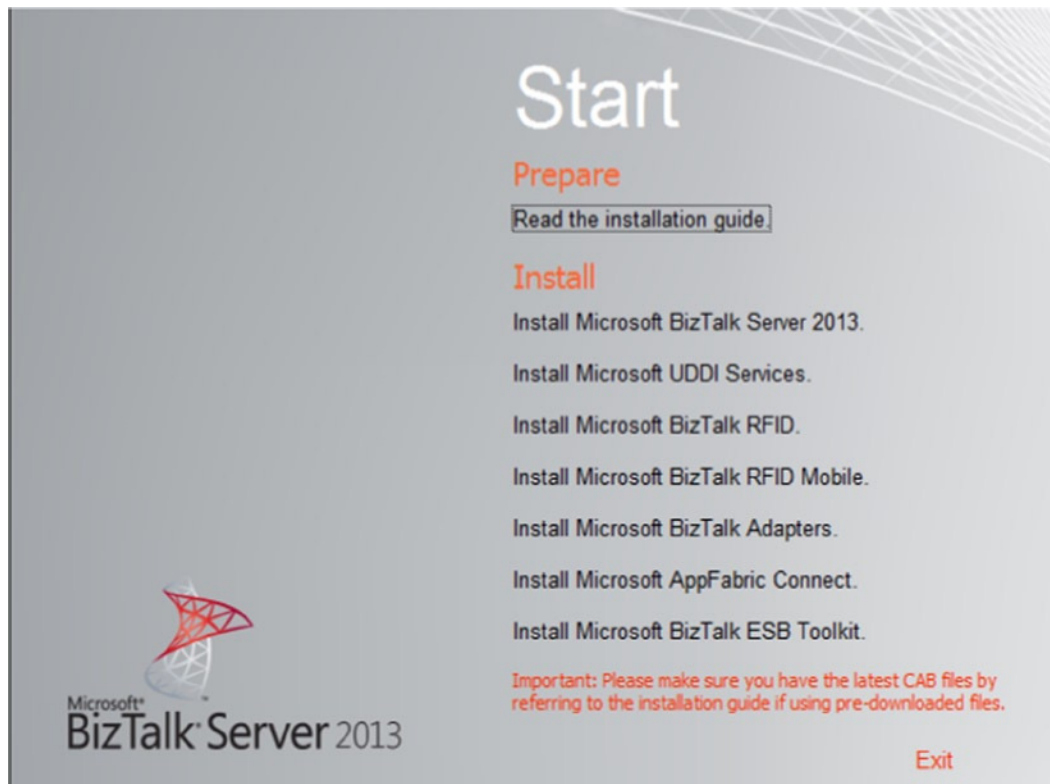 Start
Prepare
Read the installation guide.
Install
Install Microsoft BizTalk Server 2013.
Install Microsoft UDDI Services.
Install Microsoft BizTalk RFID.
Install Microsoft BizTalk RFID Mobile.
Install Microsoft BizTalk Adapters.
Install Microsoft AppFabric Connect.
Install Microsoft BizTalk ESB Toolkit.
Important: Please make sure you have the latest CAB files by
referring to the installation guide if using pre-downloaded files.
Microsoft®
BizTalk® Server 2013
Exit